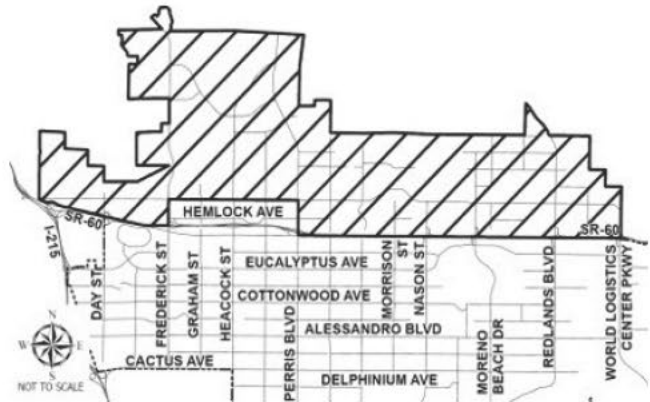 HEMLOCK AVE
SR-60
SR-60
I-215
EUCALYPTUS AVE
COTTONWOOD AVE
ALESSANDRO BLVD
CACTUS AVE
DELPHINIUM AVE
DAY ST
FREDERICK ST
GRAHAM ST
HEACOCK ST
PERRIS BLVD
MORRISON
ST
NASON ST
MORENO
BEACH DR
REDLANDS BLVD
WORLD LOGISTICS
CENTER PKWY
N
W
E
S
NOT TO SCALE